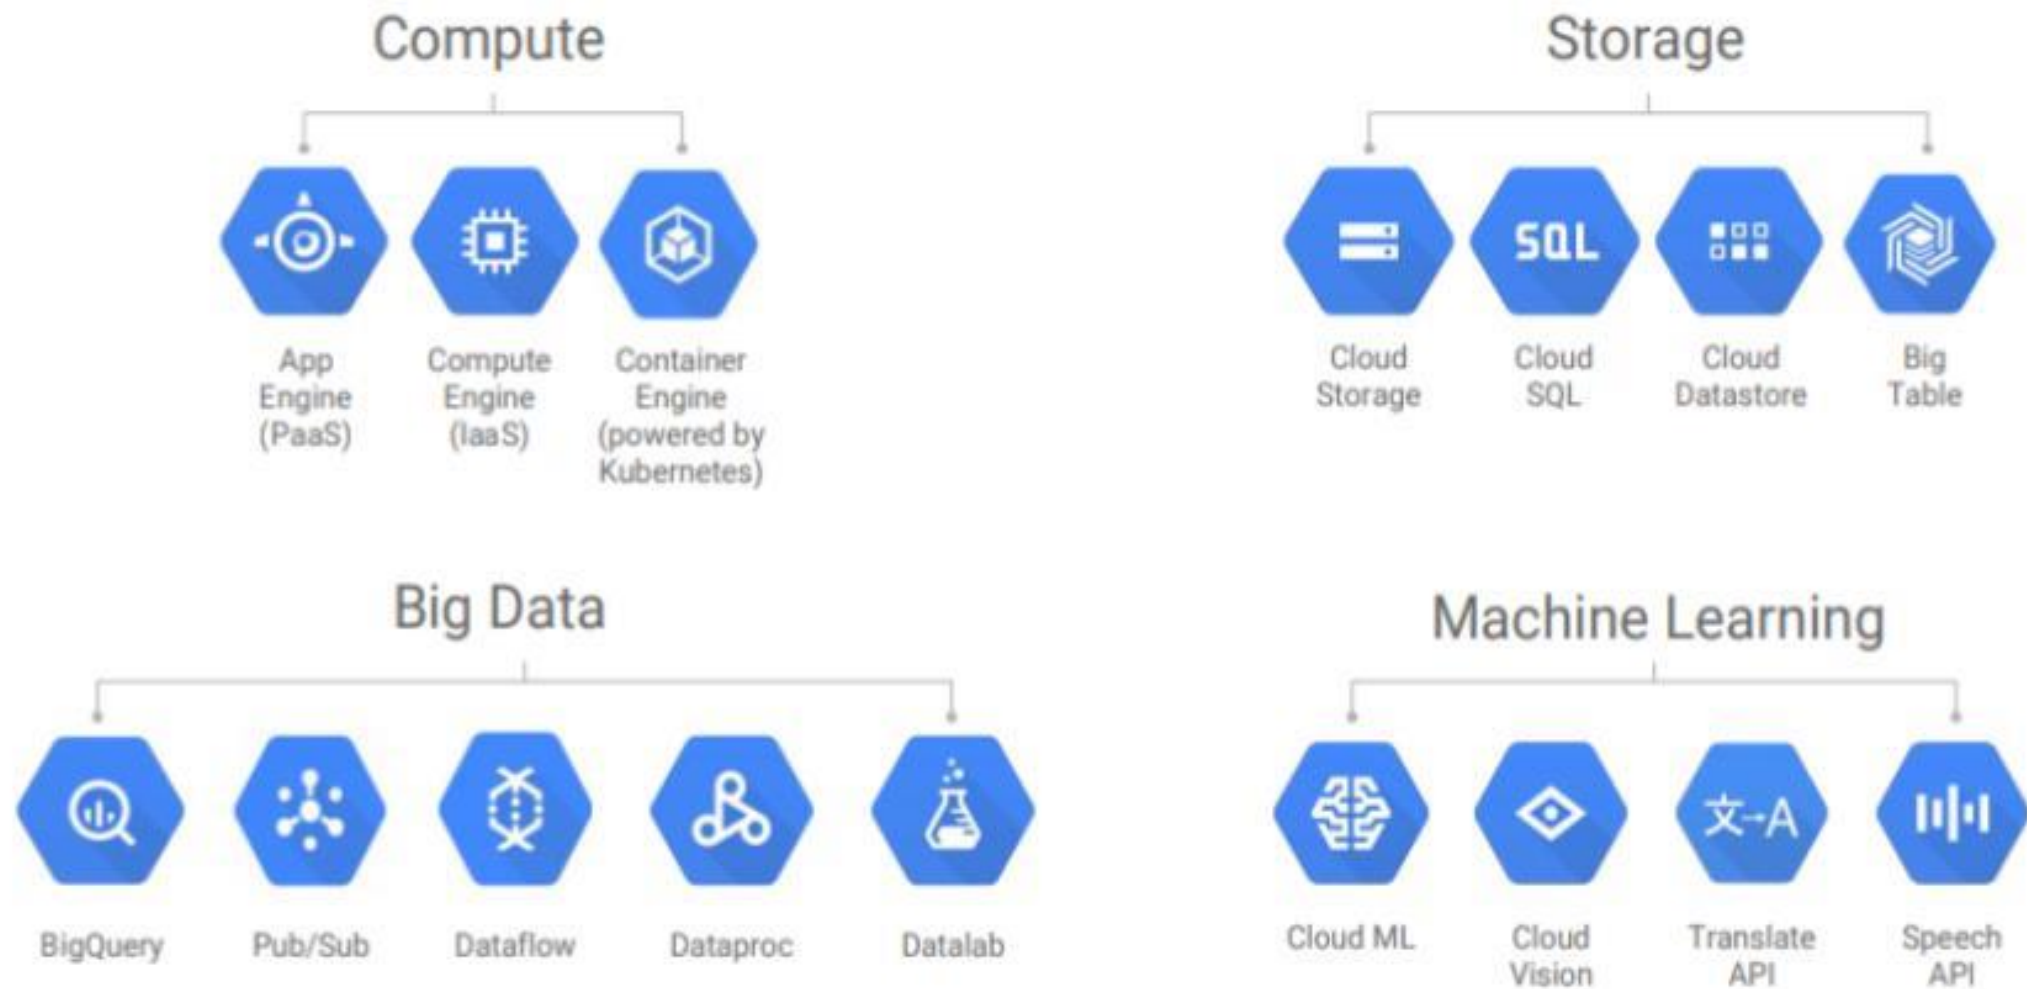 Compute
App
Engine
(PaaS)
Compute
Engine
(IaaS)
Container
Engine
(powered by
Kubernetes)
Storage
SQL
Cloud
Storage
Cloud
SQL
Cloud
Datastore
Big
Table
Big Data
BigQuery
Pub/Sub
Dataflow
Dataproc
Datalab
Machine Learning
文→A
Cloud ML
Cloud
Vision
Translate
API
Speech
API